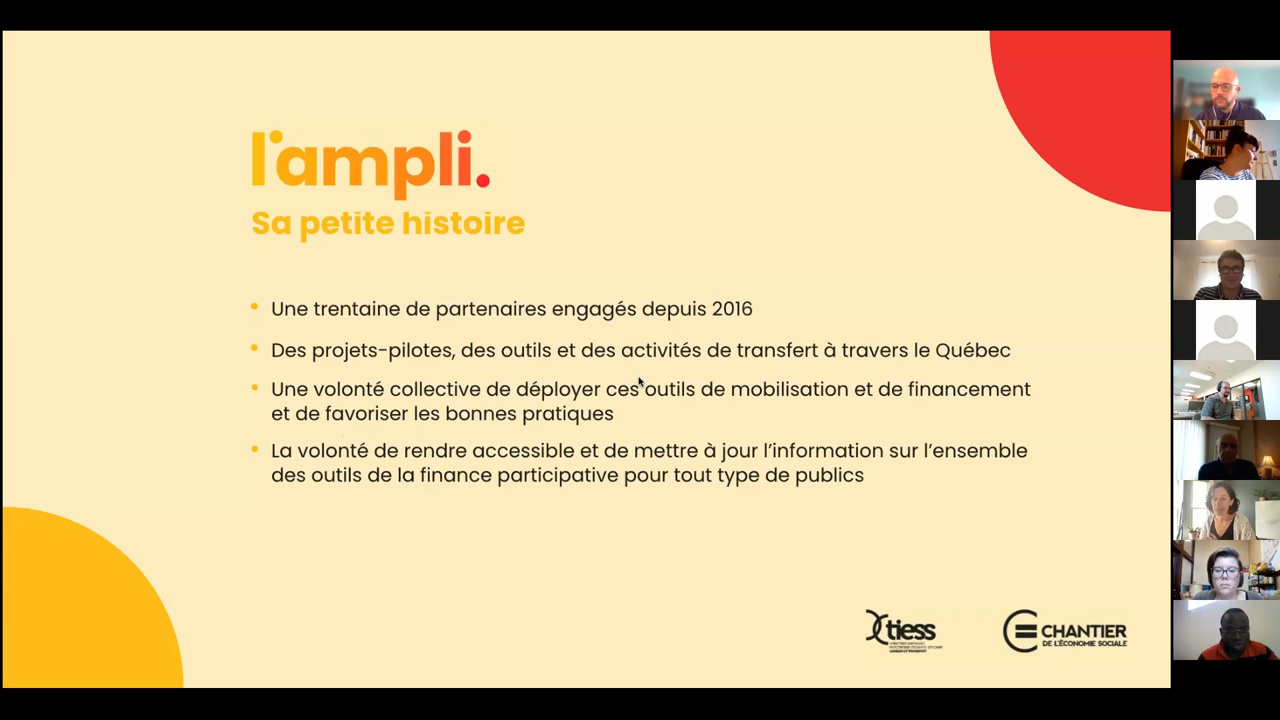 l'ampli.
Sa petite histoire
• Une trentaine de partenaires engagés depuis 2016
• Des projets-pilotes, des outils et des activités de transfert à travers le Québec
• Une volonté collective de déployer ces outils de mobilisation et de financement
et de favoriser les bonnes pratiques
• La volonté de rendre accessible et de mettre à jour l'information sur l'ensemble
des outils de la finance participative pour tout type de publics
tiess
CHANTIER
DE L'ÉCONOMIE SOCIALE